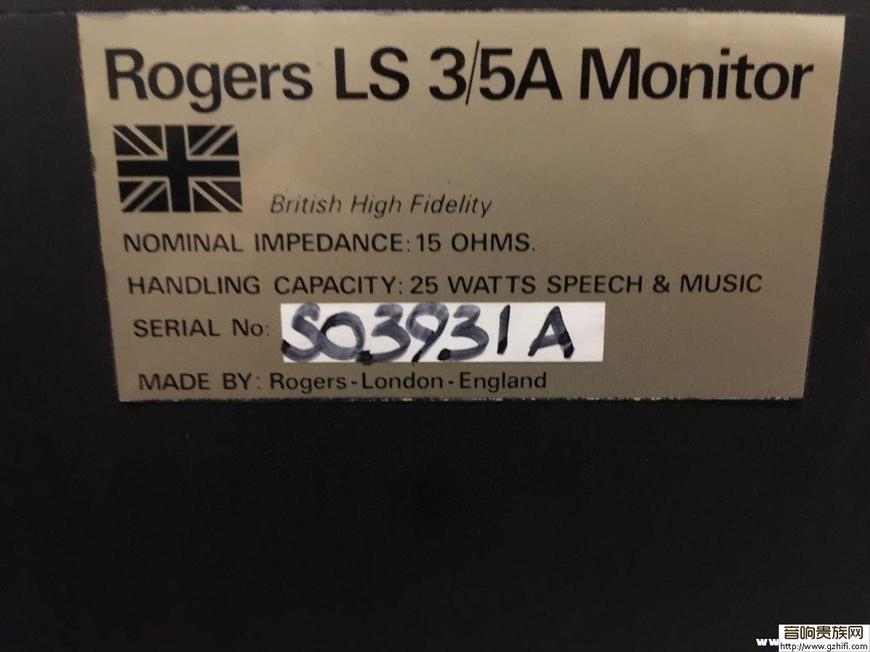 Rogers LS 3/5A Monitor
British High Fidelity
NOMINAL IMPEDANCE: 15 OHMS.
HANDLING CAPACITY: 25 WATTS SPEECH & MUSIC
SERIAL No: SO3931A
MADE BY: Rogers - London - England
音响贵族网
http://www.gzhifi.com